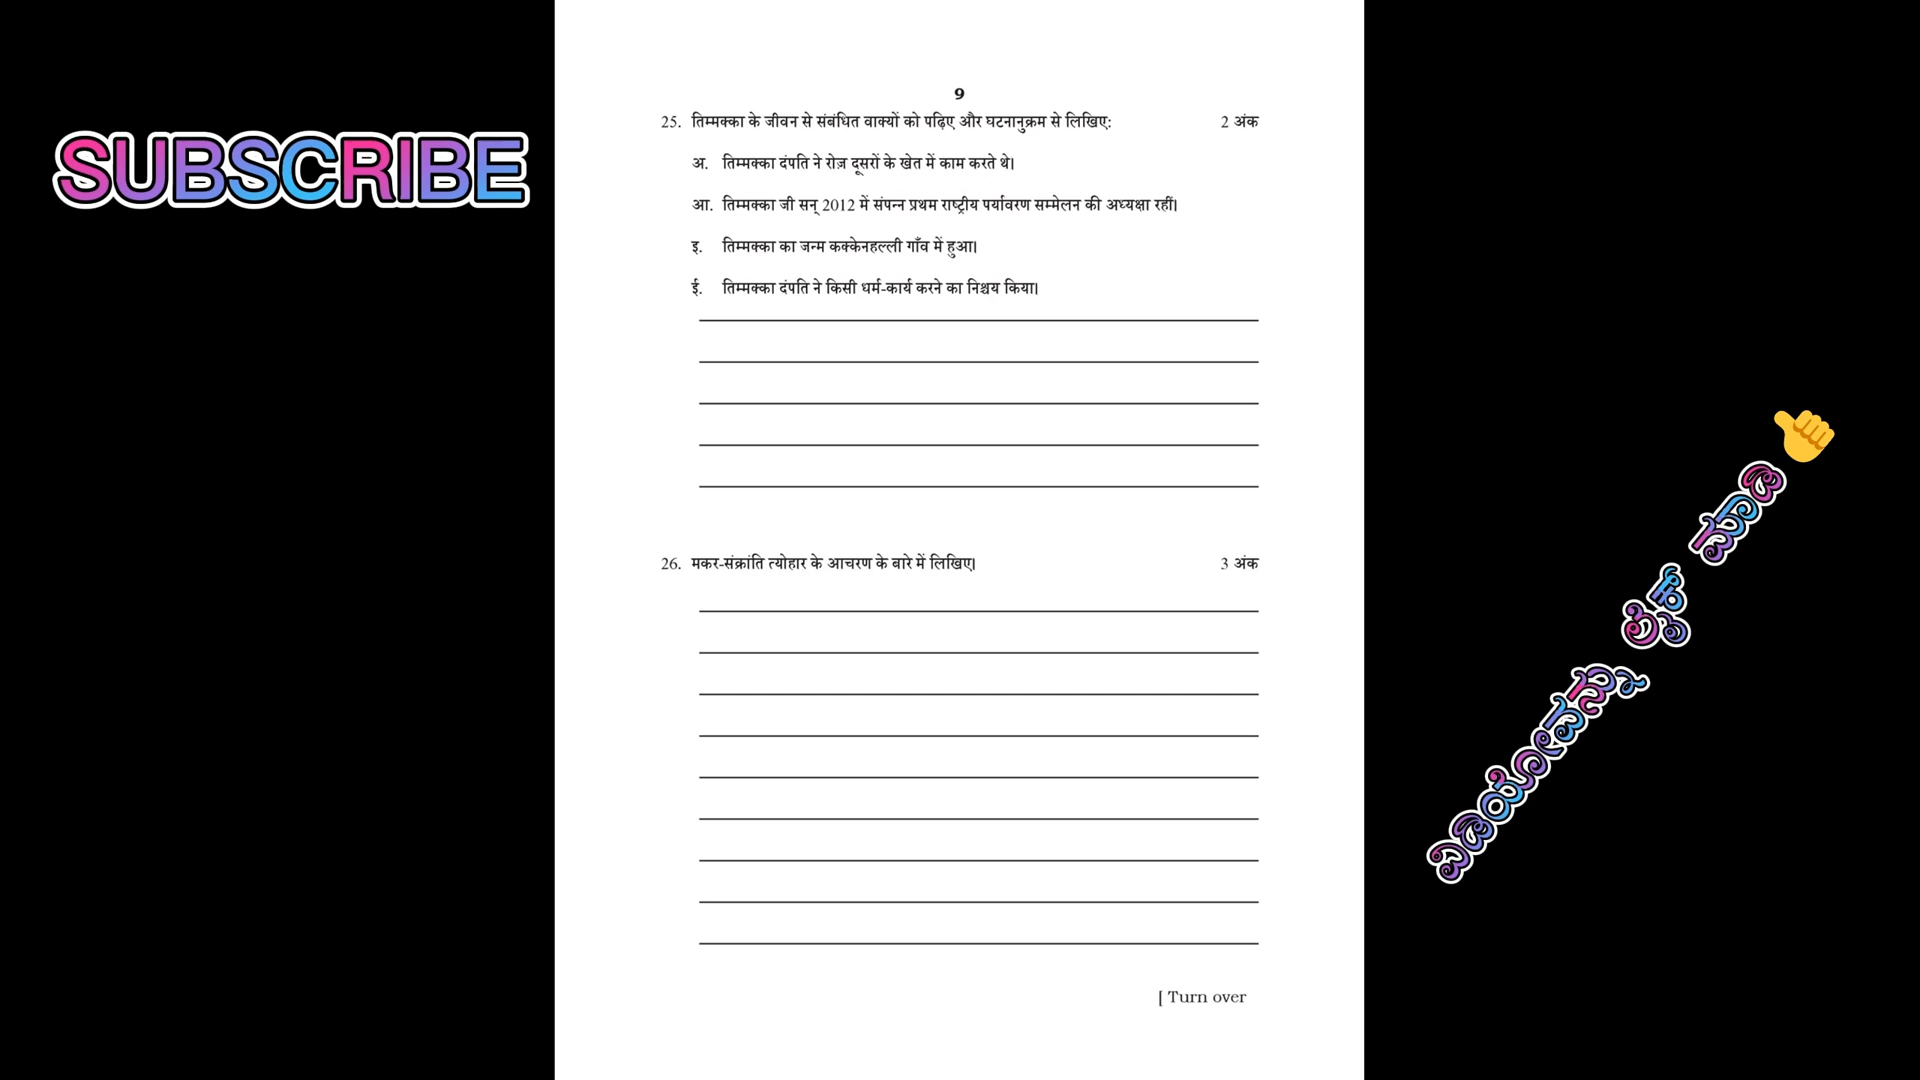 SUBSCRIBE
9
25. तिम्मक्का के जीवन से संबंधित वाक्यों को पढ़िए और घटनानुक्रम से लिखिए: 2 अंक
अ. तिम्मक्का दंपति ने रोज़ दूसरों के खेत में काम करते थे।
आ. तिम्मक्का जी सन् 2012 में संपन्न प्रथम राष्ट्रीय पर्यावरण सम्मेलन की अध्यक्षा रहीं।
इ. तिम्मक्का का जन्म कक्केनहल्ली गाँव में हुआ।
ई. तिम्मक्का दंपति ने किसी धर्म-कार्य करने का निश्चय किया।
26. मकर-संक्रांति त्योहार के आचरण के बारे में लिखिए। 3 अंक
[ Turn over
ವಿಡಿಯೋವನ್ನು ಲೈಕ್ ಮಾಡಿ